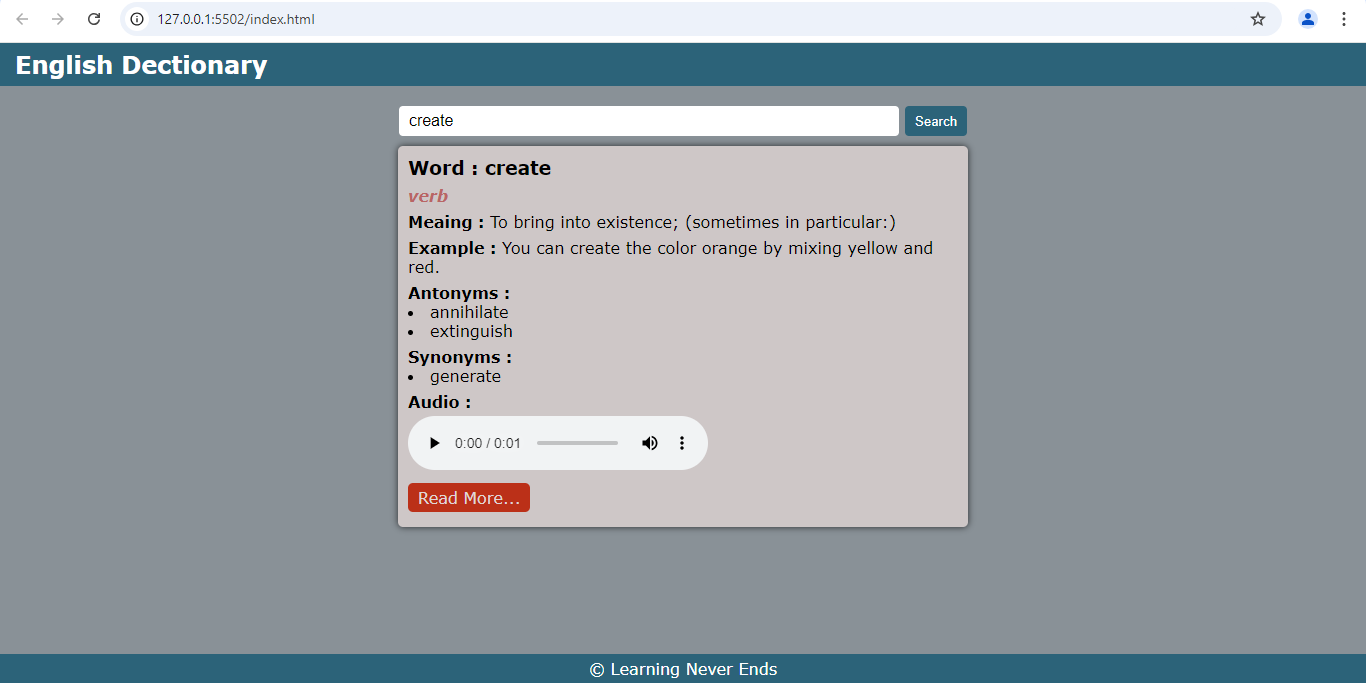 127.0.0.1:5502/index.html
English Dectionary
create
Search
Word : create
verb
Meaing : To bring into existence; (sometimes in particular:)
Example : You can create the color orange by mixing yellow and
red.
Antonyms :
• annihilate
• extinguish
Synonyms :
• generate
Audio :
0:00 / 0:01
Read More...
© Learning Never Ends